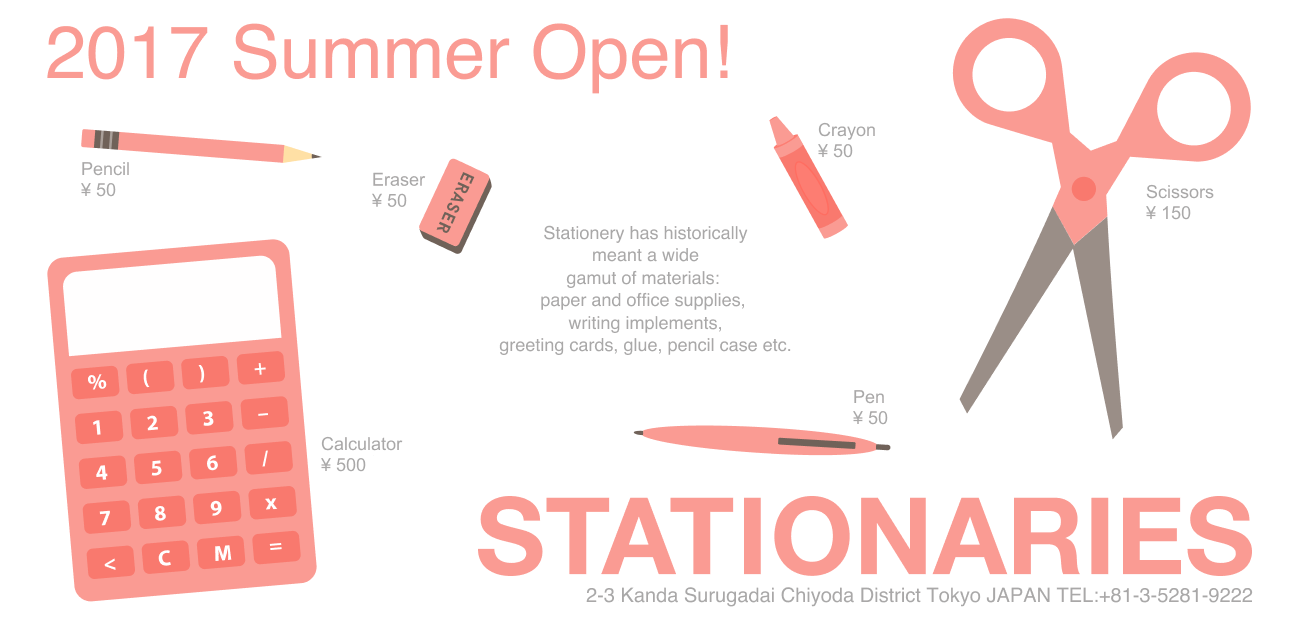 2017 Summer Open!
Pencil
¥ 50
Eraser
¥ 50
ERASER
Crayon
¥ 50
Scissors
¥ 150
Stationery has historically
meant a wide
gamut of materials:
paper and office supplies,
writing implements,
greeting cards, glue, pencil case etc.
% ( ) +
1 2 3 −
4 5 6 /
7 8 9 x
< C M =
Calculator
¥ 500
Pen
¥ 50
STATIONARIES
2-3 Kanda Surugadai Chiyoda District Tokyo JAPAN TEL:+81-3-5281-9222